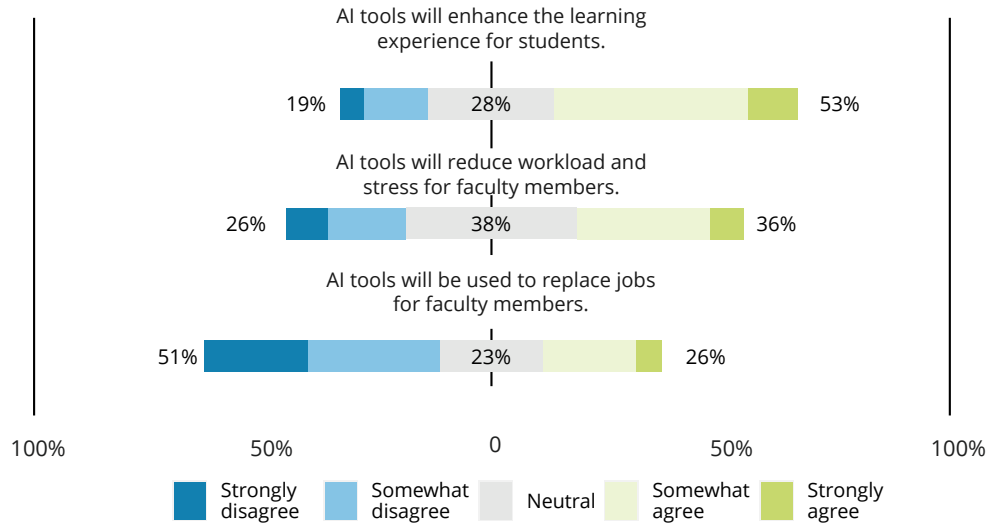 AI tools will enhance the learning
experience for students.
19% 28% 53%
AI tools will reduce workload and
stress for faculty members.
26% 38% 36%
AI tools will be used to replace jobs
for faculty members.
51% 23% 26%
100% 50% 0 50% 100%
Strongly
disagree
Somewhat
disagree
Neutral
Somewhat
agree
Strongly
agree